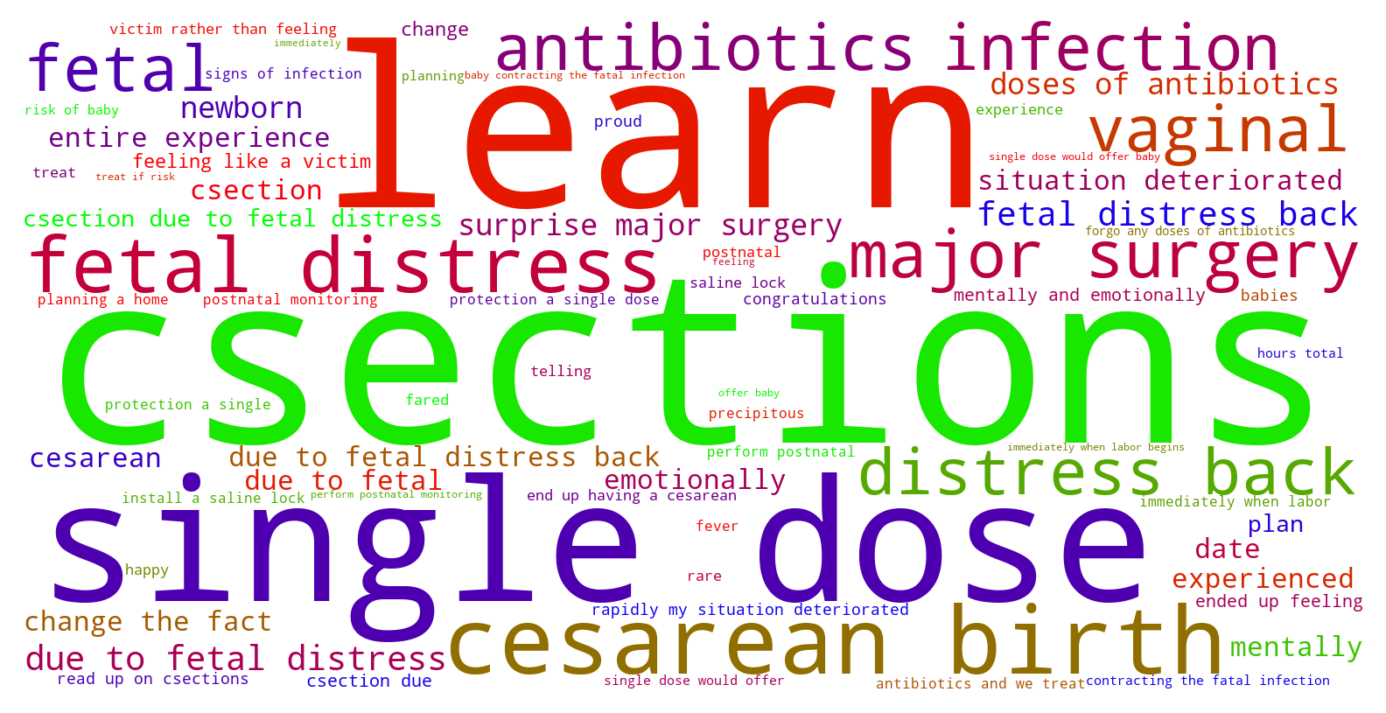 victim rather than feeling
change
antibiotics infection
immediately
fetal
learn
signs of infection
planning
baby contracting the fatal infection
doses of antibiotics
risk of baby
newborn
proud
experience
vaginal
entire experience
feeling like a victim
single dose would offer baby
treat
treat if risk
csection
situation deteriorated
csection due to fetal distress
surprise major surgery
fetal distress back
forgo any doses of antibiotics
fetal distress
postnatal
feeling
major surgery
saline lock
planning a home
postnatal monitoring
protection a single dose
congratulations
mentally and emotionally
babies
csections
hours total
telling
offer baby
protection a single
fared
precipitous
cesarean
due to fetal distress back
perform postnatal
immediately when labor begins
distress back
due to fetal
emotionally
install a saline lock
perform postnatal monitoring
end up having a cesarean
immediately when labor
single dose
fever
plan
date
happy
rare
experienced
change the fact
rapidly my situation deteriorated
ended up feeling
cesarean birth
mentally
due to fetal distress
read up on csections
csection due
single dose would offer
antibiotics and we treat
contracting the fatal infection